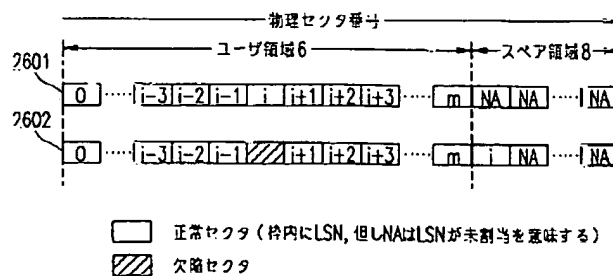 物理セクタ番号
ユーザ領域6 スペア領域8
2601
0 ····· i-3 i-2 i-1 i i+1 i+2 i+3 ····· m NA NA ····· NA
2602
0 ····· i-3 i-2 i-1 i+1 i+2 i+3 ····· m i NA ····· NA
正常セクタ(枠内にLSN,但しNAはLSNが未割当を意味する)
欠陥セクタ